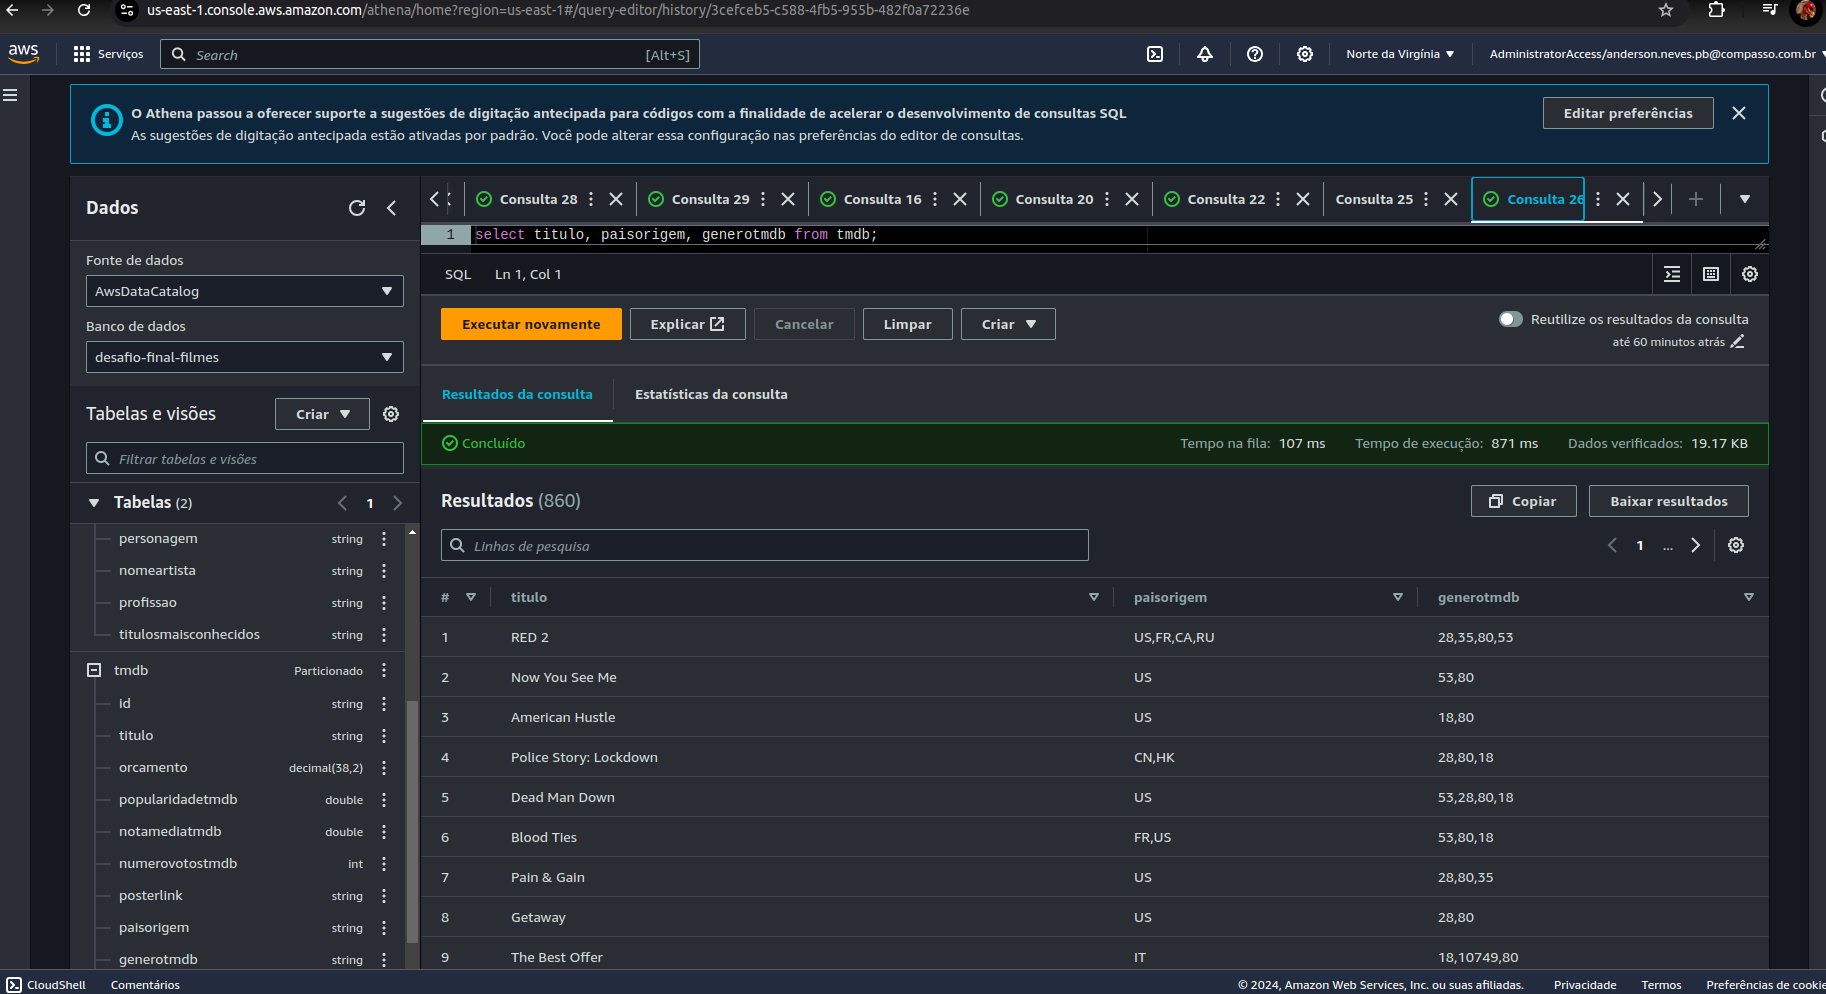 us-east-1.console.aws.amazon.com/athena/home?region=us-east-1#/query-editor/history/3cefceb5-c588-4fb5-955b-482f0a72236e
aws Serviços Search [Alt+S] Norte da Virgínia AdministratorAccess/anderson.neves.pb@compasso.com.br
O Athena passou a oferecer suporte a sugestões de digitação antecipada para códigos com a finalidade de acelerar o desenvolvimento de consultas SQL
As sugestões de digitação antecipada estão ativadas por padrão. Você pode alterar essa configuração nas preferências do editor de consultas.
Editar preferências
Dados
Fonte de dados
AwsDataCatalog
Banco de dados
desafio-final-filmes
Tabelas e visões Criar
Filtrar tabelas e visões
Tabelas (2) 1
personagem string
nomeartista string
profissao string
titulosmaisconhecidos string
tmdb Particionado
id string
titulo string
orcamento decimal(38,2)
popularidadetmdb double
notamediatmdb double
numerovotostmdb int
posterlink string
paisorigem string
generotmdb string
Consulta 28 Consulta 29 Consulta 16 Consulta 20 Consulta 22 Consulta 25 Consulta 26
1 select titulo, paisorigem, generotmdb from tmdb;
SQL Ln 1, Col 1
Executar novamente Explicar Cancelar Limpar Criar
Reutilize os resultados da consulta
até 60 minutos atrás
Resultados da consulta Estatísticas da consulta
Concluído Tempo na fila: 107 ms Tempo de execução: 871 ms Dados verificados: 19.17 KB
Resultados (860) Copiar Baixar resultados
Linhas de pesquisa 1 ...
# titulo paisorigem generotmdb
1 RED 2 US,FR,CA,RU 28,35,80,53
2 Now You See Me US 53,80
3 American Hustle US 18,80
4 Police Story: Lockdown CN,HK 28,80,18
5 Dead Man Down US 53,28,80,18
6 Blood Ties FR,US 53,80,18
7 Pain & Gain US 28,80,35
8 Getaway US 28,80
9 The Best Offer IT 18,10749,80
CloudShell Comentários © 2024, Amazon Web Services, Inc. ou suas afiliadas. Privacidade Termos Preferências de cookie